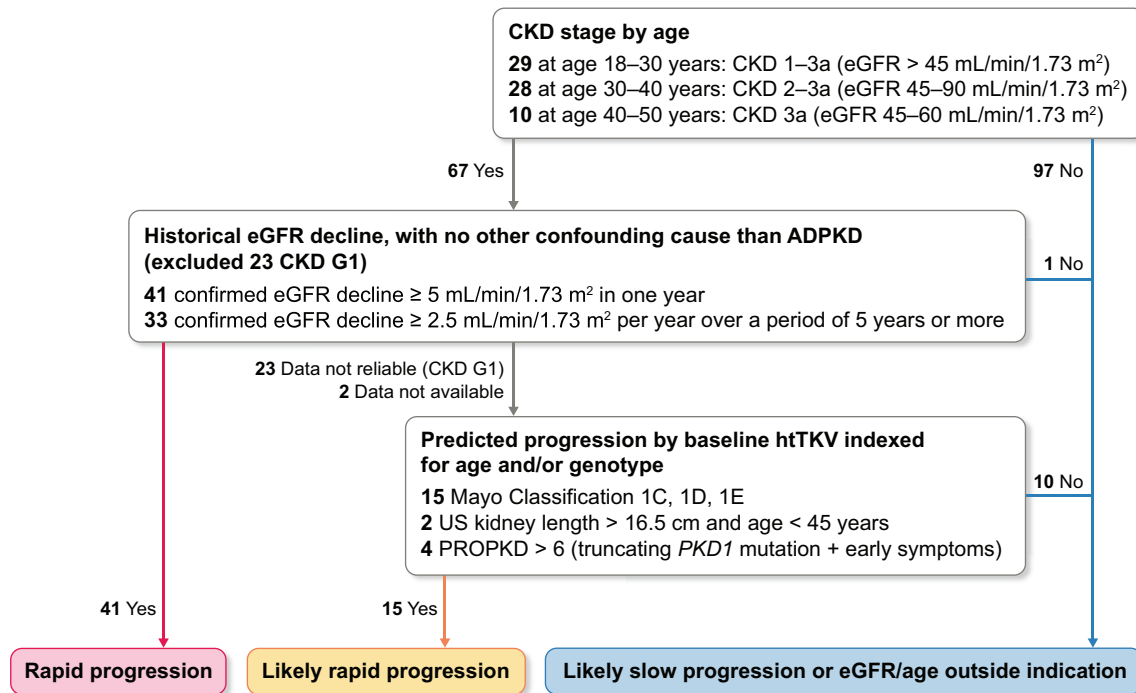 CKD stage by age
29 at age 18–30 years: CKD 1–3a (eGFR > 45 mL/min/1.73 m²)
28 at age 30–40 years: CKD 2–3a (eGFR 45–90 mL/min/1.73 m²)
10 at age 40–50 years: CKD 3a (eGFR 45–60 mL/min/1.73 m²)
67 Yes
97 No
Historical eGFR decline, with no other confounding cause than ADPKD
(excluded 23 CKD G1)
41 confirmed eGFR decline ≥ 5 mL/min/1.73 m² in one year
33 confirmed eGFR decline ≥ 2.5 mL/min/1.73 m² per year over a period of 5 years or more
1 No
23 Data not reliable (CKD G1)
2 Data not available
Predicted progression by baseline htTKV indexed
for age and/or genotype
15 Mayo Classification 1C, 1D, 1E
2 US kidney length > 16.5 cm and age < 45 years
4 PROPKD > 6 (truncating PKD1 mutation + early symptoms)
10 No
41 Yes
15 Yes
Rapid progression
Likely rapid progression
Likely slow progression or eGFR/age outside indication